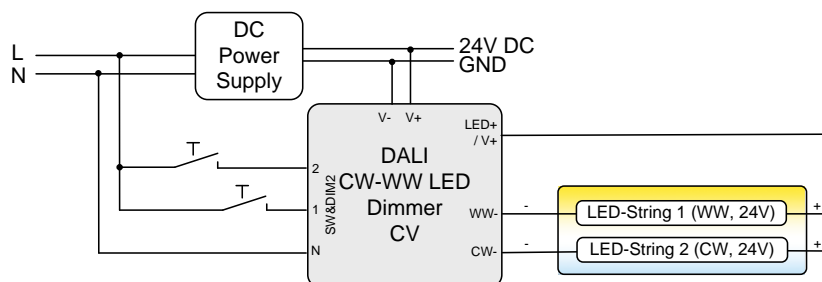 DC
Power
Supply
24V DC
GND
L
N
V-
V+
LED+
/ V+
DALI
CW-WW LED
Dimmer
CV
SW&DIM2
2
1
N
WW-
CW-
-
LED-String 1 (WW, 24V)
+
-
LED-String 2 (CW, 24V)
+